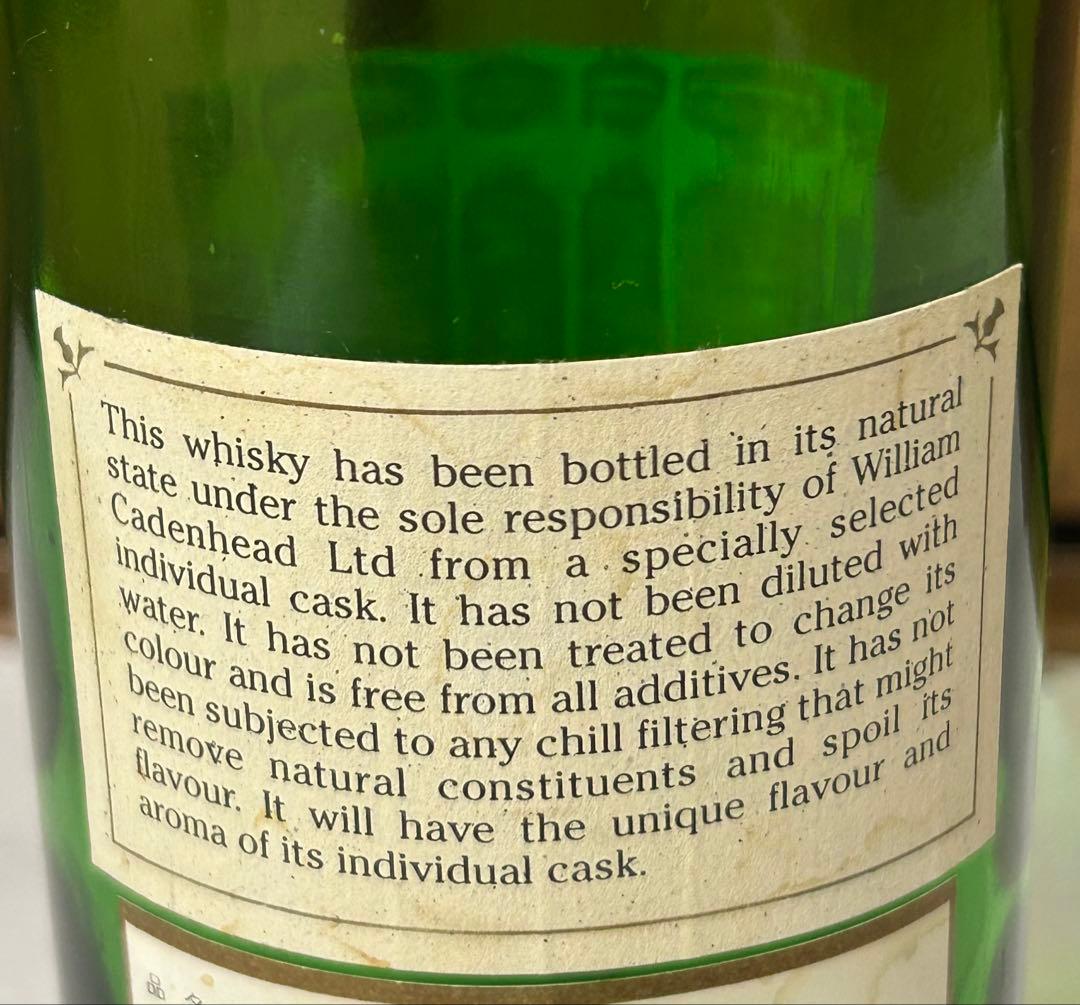 This whisky has been bottled in its natural
state under the sole responsibility of William
Cadenhead Ltd from a specially selected
individual cask. It has not been diluted with
water. It has not been treated to change its
colour and is free from all additives. It has not
been subjected to any chill filtering that might
remove natural constituents and spoil its
flavour. It will have the unique flavour and
aroma of its individual cask.
品